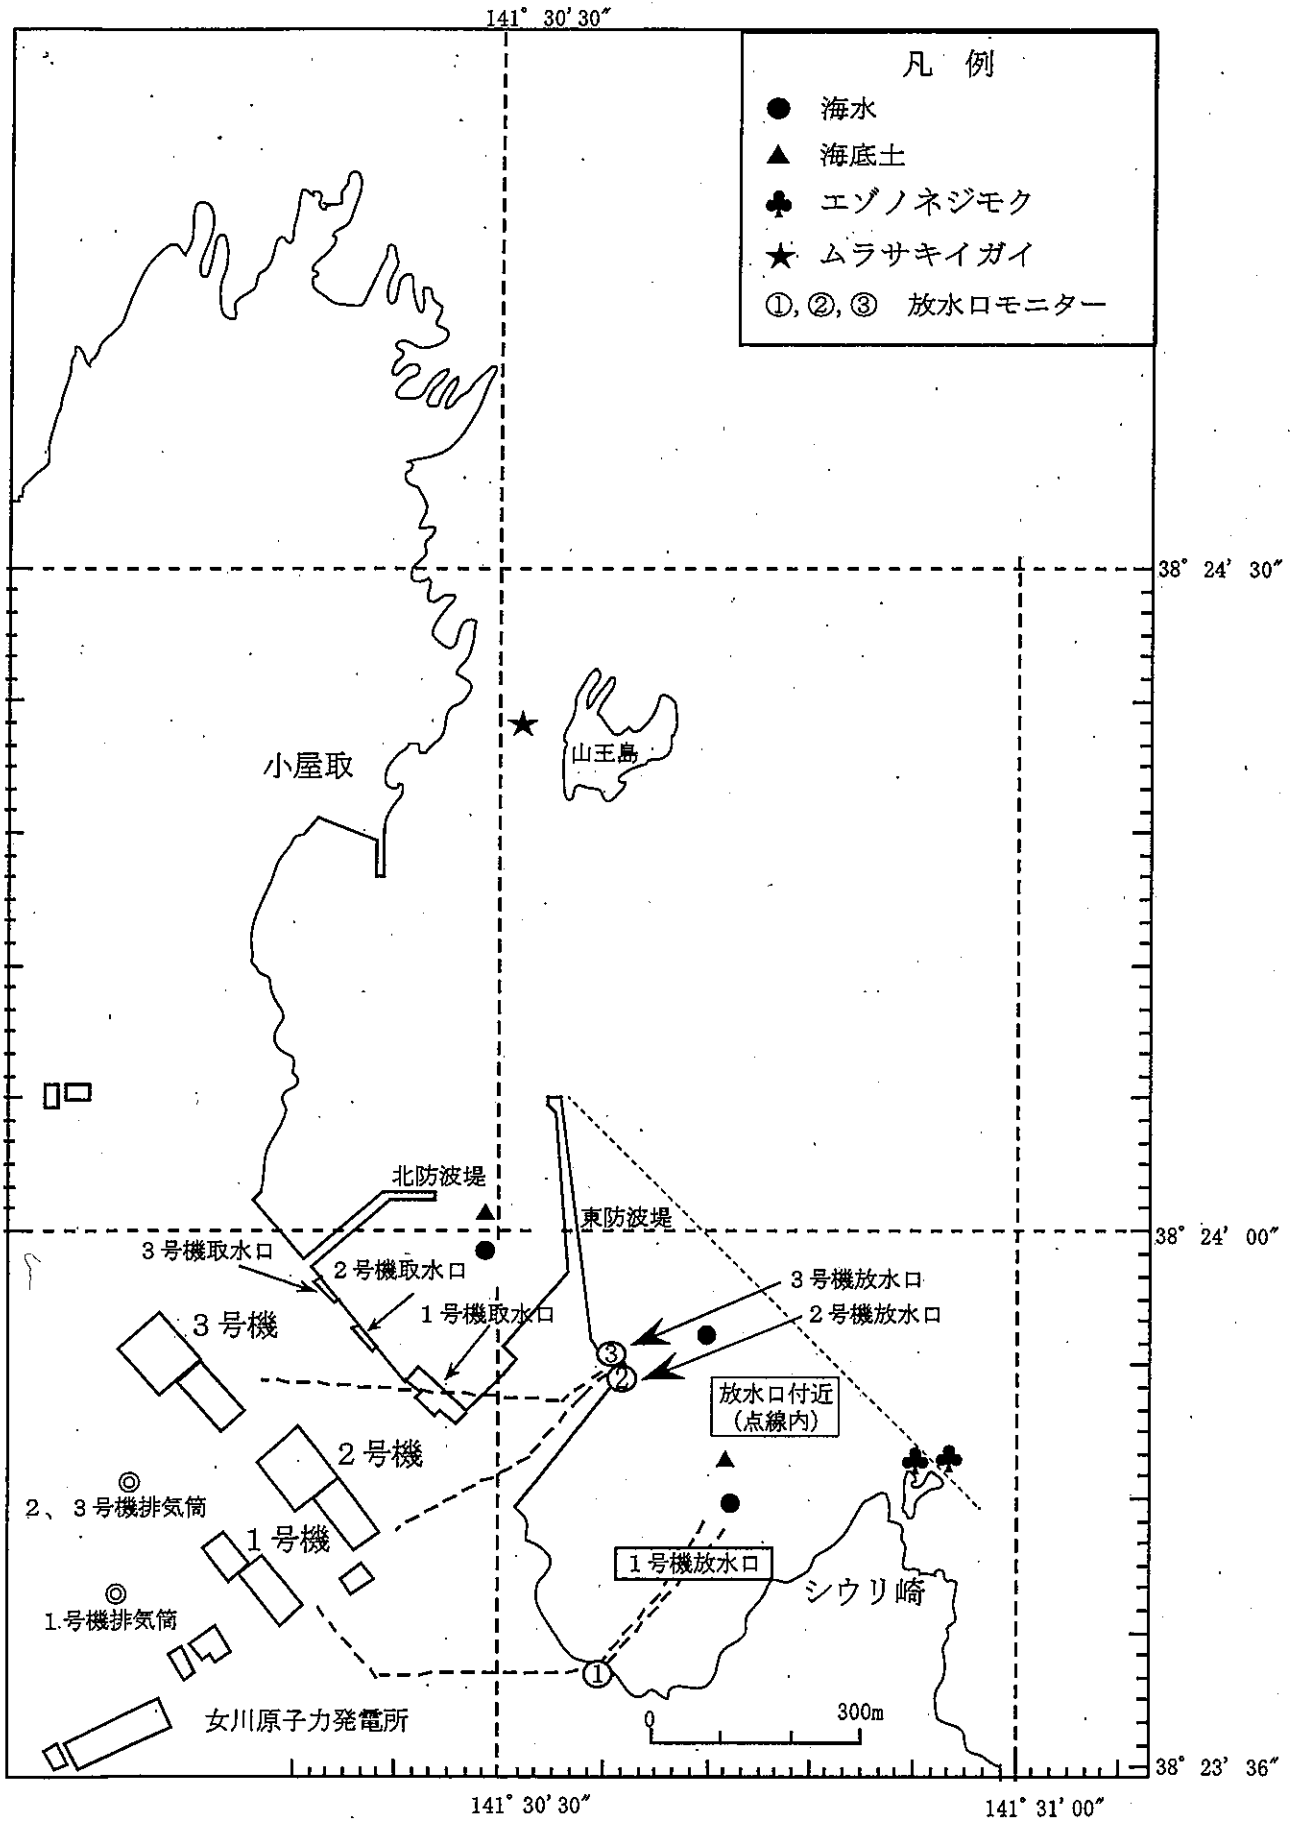 141° 30′30″
凡 例
海水
海底土
エゾノネジモク
ムラサキイガイ
①, ②, ③ 放水口モニター
38° 24′ 30″
山王島
小屋取
北防波堤
東防波堤
38° 24′ 00″
3号機取水口
2号機取水口
1号機取水口
3号機放水口
2号機放水口
3号機
③
②
放水口付近
(点線内)
2号機
2、3号機排気筒
1号機
1号機放水口
シウリ崎
1.号機排気筒
①
女川原子力発電所
0 300m
38° 23′ 36″
141° 30′30″
141° 31′00″